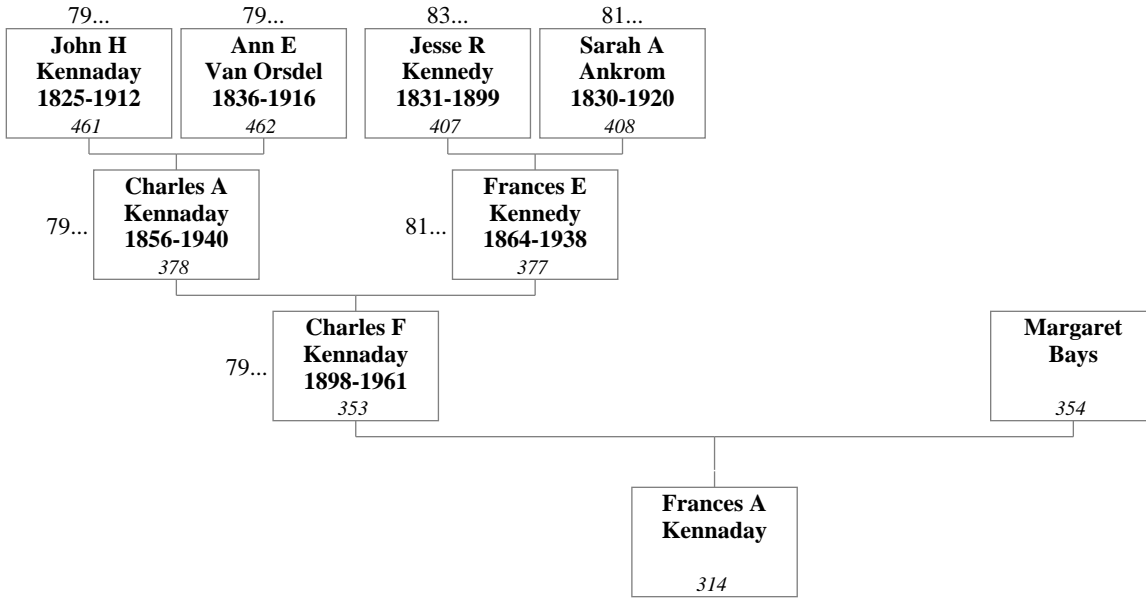 79...
79...
83...
81...
John H
Kennaday
1825-1912
461
Ann E
Van Orsdel
1836-1916
462
Jesse R
Kennedy
1831-1899
407
Sarah A
Ankrom
1830-1920
408
79...
Charles A
Kennaday
1856-1940
378
81...
Frances E
Kennedy
1864-1938
377
79...
Charles F
Kennaday
1898-1961
353
Margaret
Bays
354
Frances A
Kennaday
314